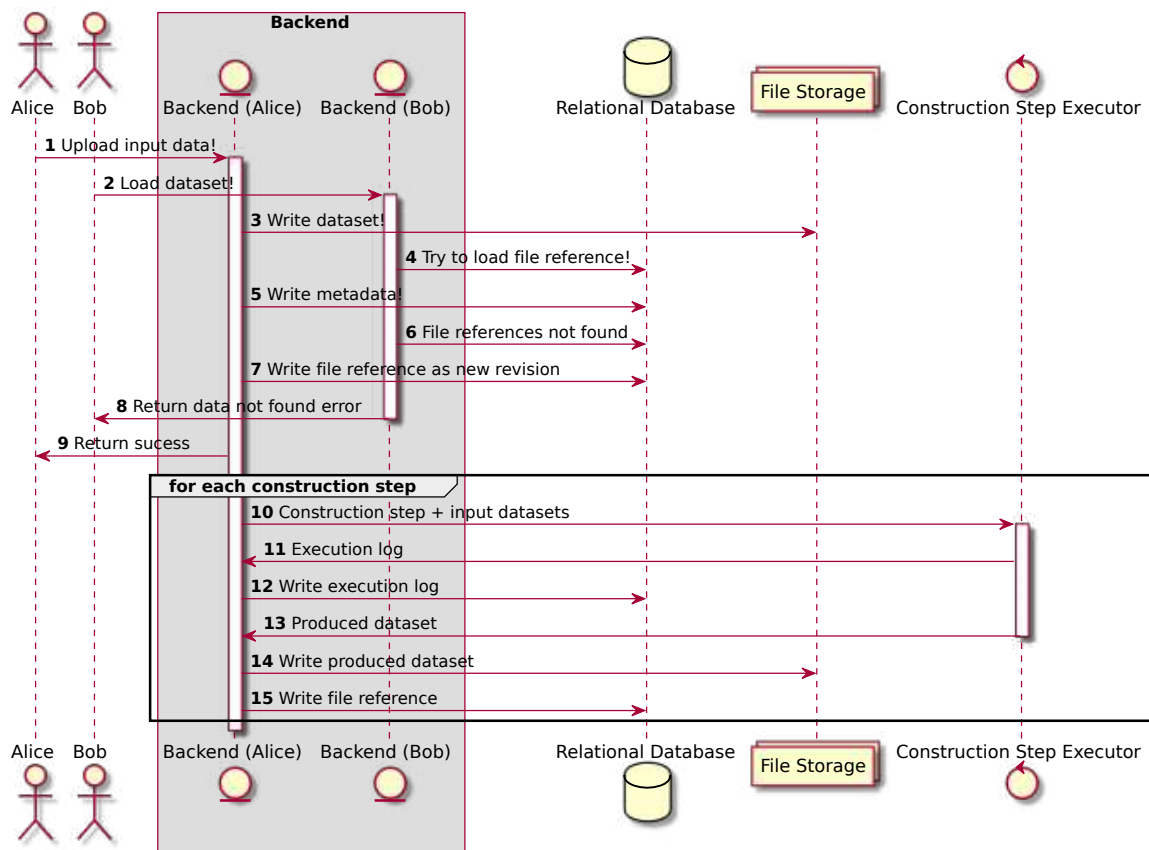 Backend
Alice
Bob
Backend (Alice)
Backend (Bob)
Relational Database
File Storage
Construction Step Executor
1 Upload input data!
2 Load dataset!
3 Write dataset!
4 Try to load file reference!
5 Write metadata!
6 File references not found
7 Write file reference as new revision
8 Return data not found error
9 Return sucess
for each construction step
10 Construction step + input datasets
11 Execution log
12 Write execution log
13 Produced dataset
14 Write produced dataset
15 Write file reference
Alice
Bob
Backend (Alice)
Backend (Bob)
Relational Database
File Storage
Construction Step Executor